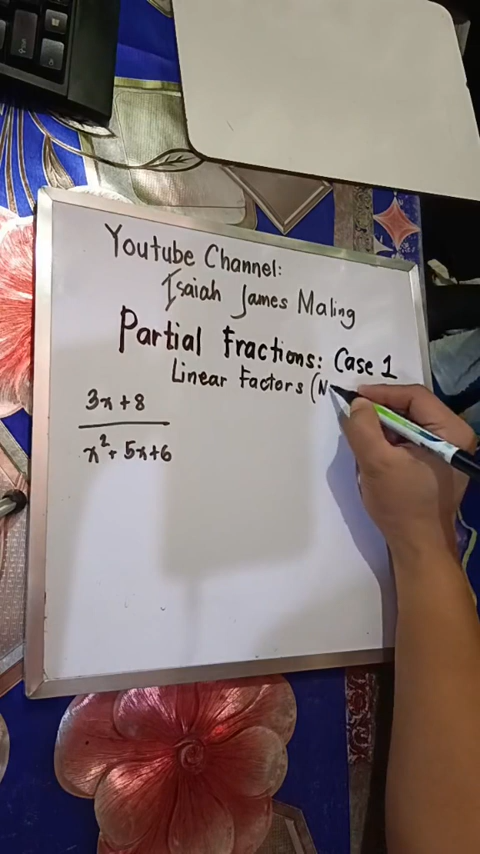 Youtube Channel:
Isaiah James Maling
Partial Fractions: Case 1
Linear Factors (N
3x+8
x²+5x+6